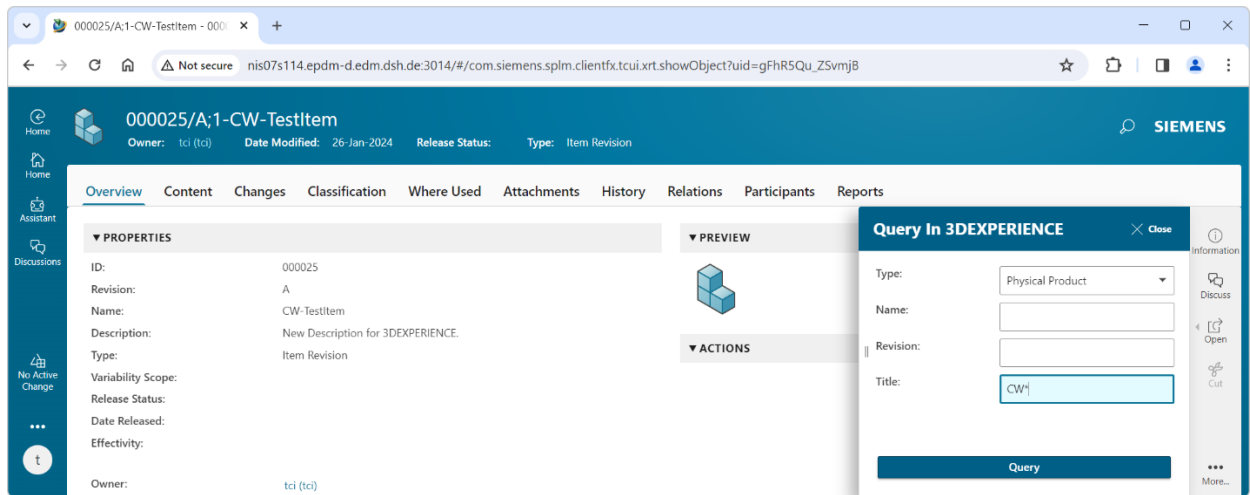 000025/A;1-CW-TestItem - 000
Not secure nis07s114.epdm-d.edm.dsh.de:3014/#/com.siemens.splm.clientfx.tcui.xrt.showObject?uid=gFhR5Qu_ZSvmjB
Home
Home
Assistant
Discussions
No Active
Change
t
000025/A;1-CW-TestItem
Owner: tci (tci) Date Modified: 26-Jan-2024 Release Status: Type: Item Revision
SIEMENS
Overview Content Changes Classification Where Used Attachments History Relations Participants Reports
PROPERTIES
ID: 000025
Revision: A
Name: CW-TestItem
Description: New Description for 3DEXPERIENCE.
Type: Item Revision
Variability Scope:
Release Status:
Date Released:
Effectivity:
Owner: tci (tci)
PREVIEW
ACTIONS
Query In 3DEXPERIENCE Close
Type: Physical Product
Name:
Revision:
Title: CW*
Query
Information
Discuss
Open
Cut
More...